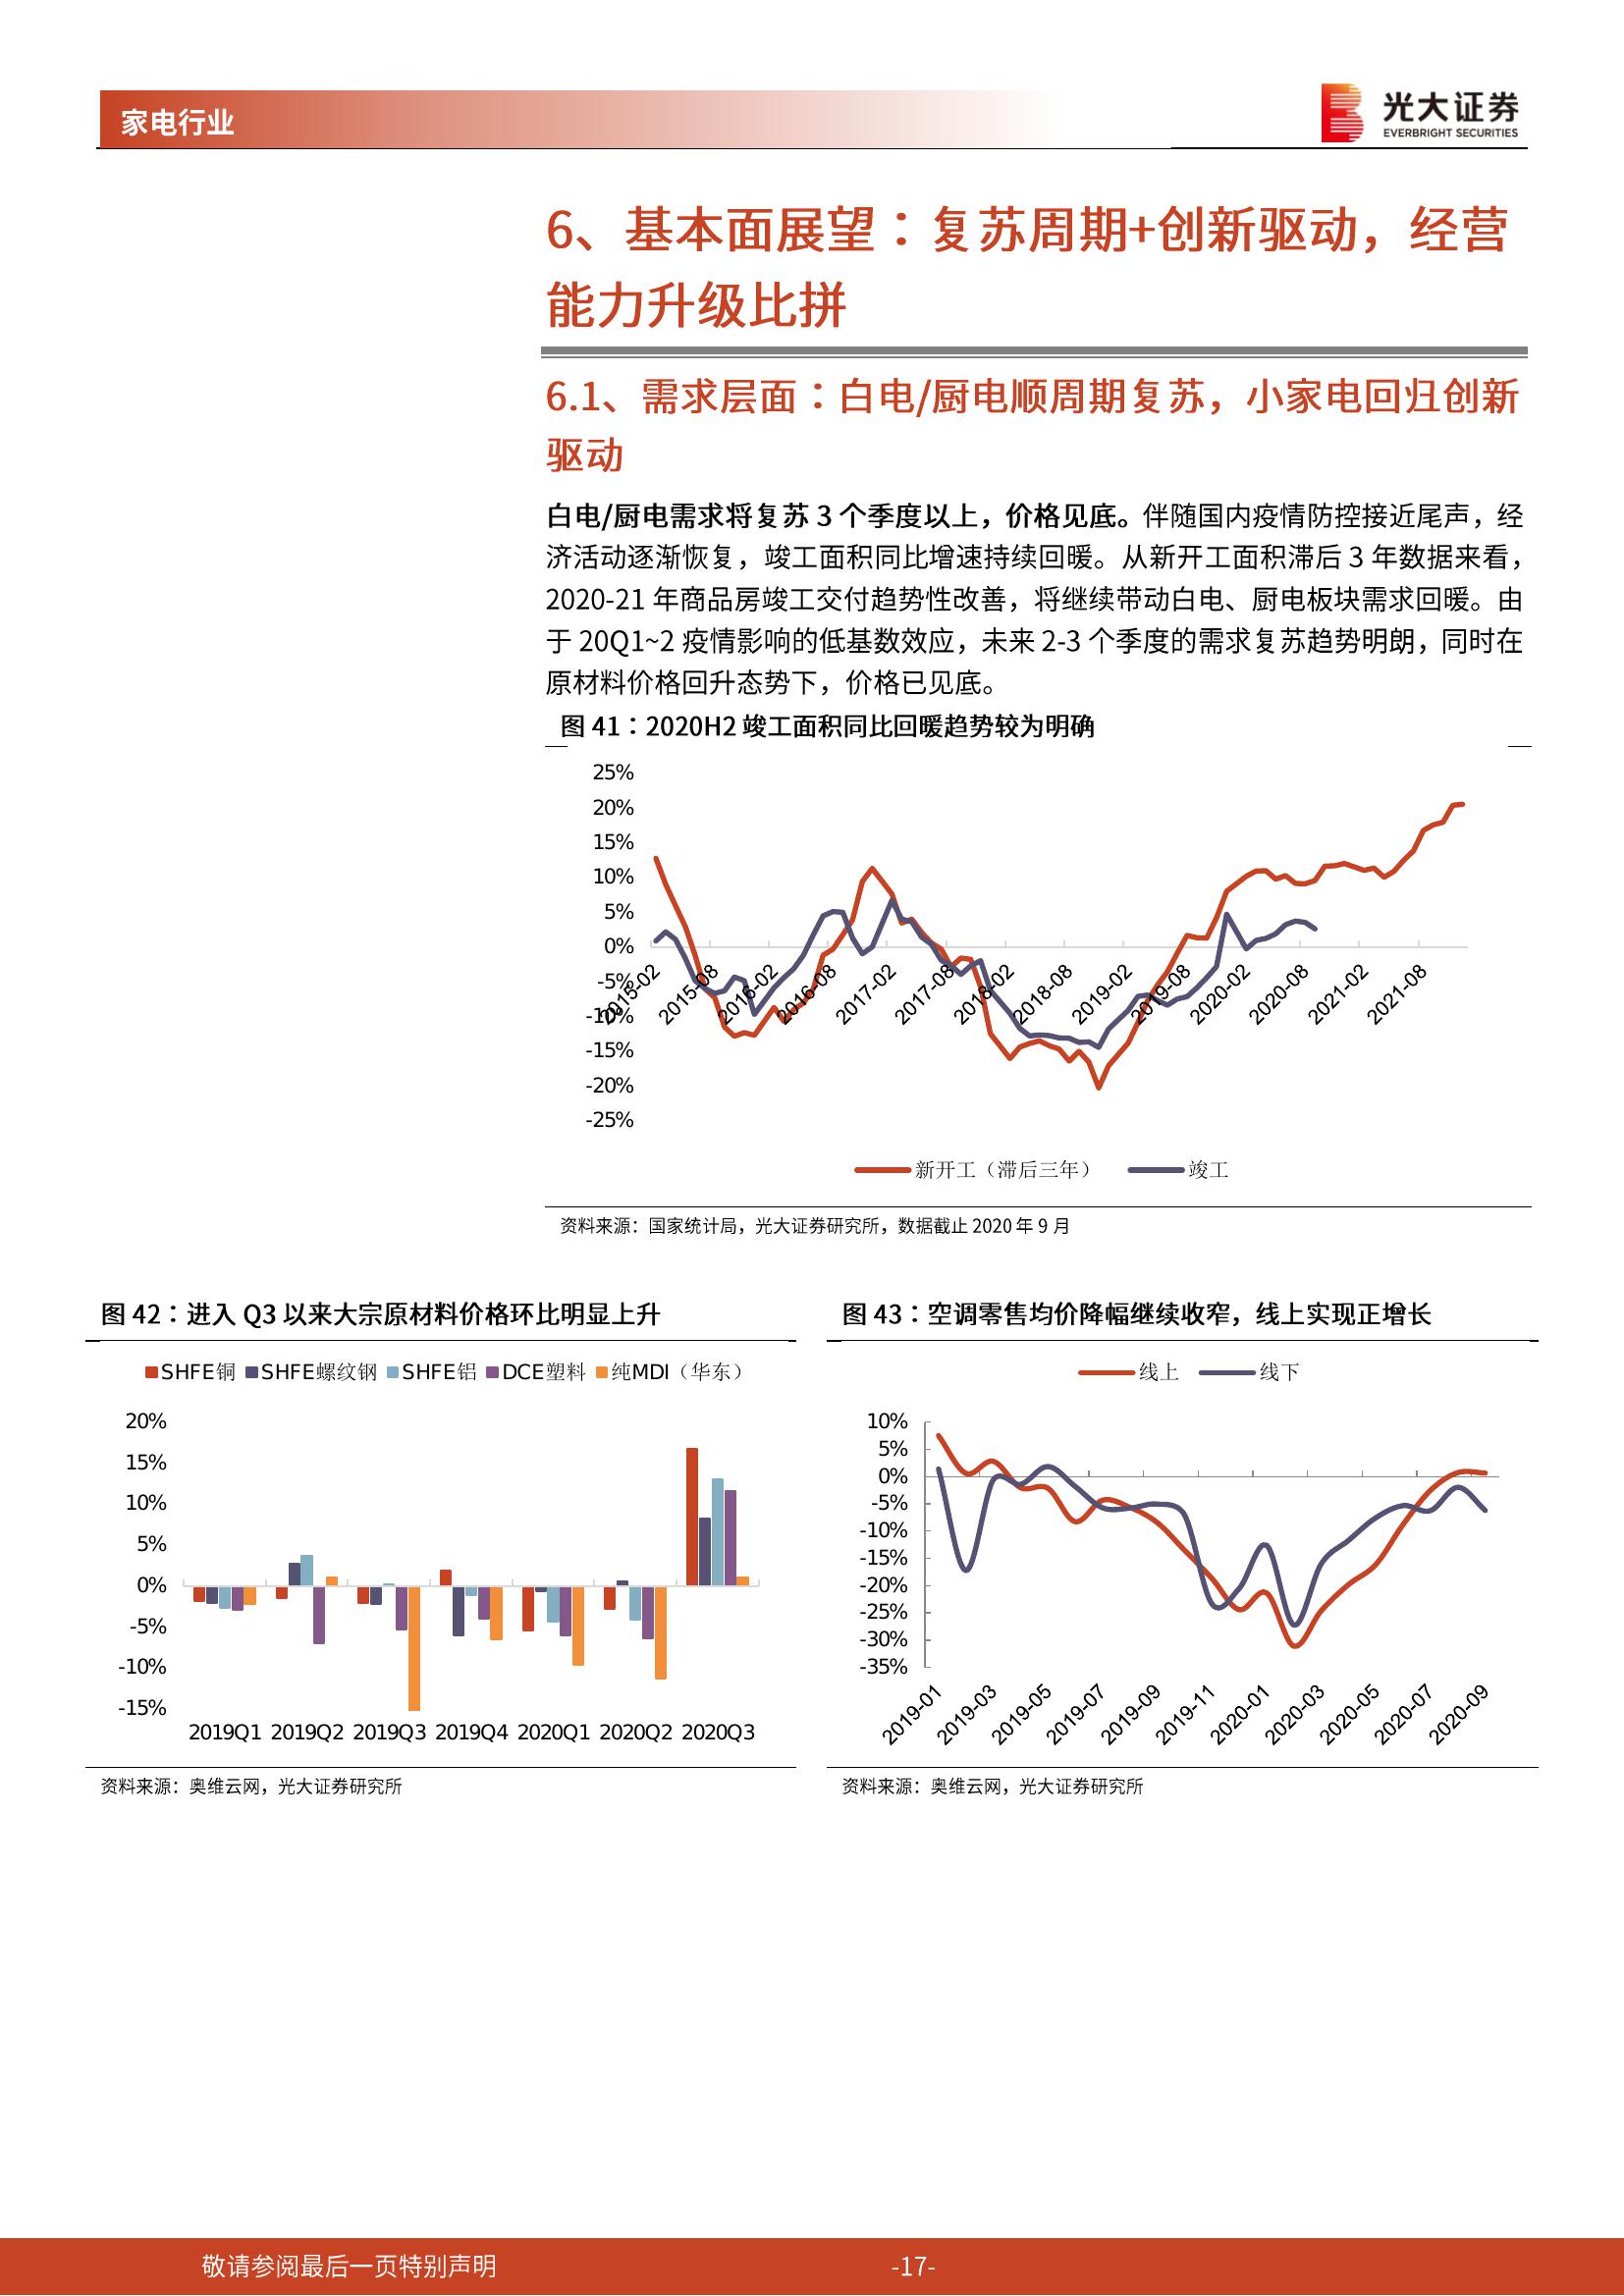 家电行业
光大证券
EVERBRIGHT SECURITIES
6、基本面展望：复苏周期+创新驱动，经营
能力升级比拼
6.1、需求层面：白电/厨电顺周期复苏，小家电回归创新
驱动
白电/厨电需求将复苏 3 个季度以上，价格见底。伴随国内疫情防控接近尾声，经
济活动逐渐恢复，竣工面积同比增速持续回暖。从新开工面积滞后 3 年数据来看，
2020-21 年商品房竣工交付趋势性改善，将继续带动白电、厨电板块需求回暖。由
于 20Q1~2 疫情影响的低基数效应，未来 2-3 个季度的需求复苏趋势明朗，同时在
原材料价格回升态势下，价格已见底。
图 41：2020H2 竣工面积同比回暖趋势较为明确
25%
20%
15%
10%
5%
0%
-5%
-10%
-15%
-20%
-25%
2015-02
2015-08
2016-02
2016-08
2017-02
2017-08
2018-02
2018-08
2019-02
2019-08
2020-02
2020-08
2021-02
2021-08
新开工（滞后三年） 竣工
资料来源：国家统计局，光大证券研究所，数据截止 2020 年 9 月
图 42：进入 Q3 以来大宗原材料价格环比明显上升
SHFE铜 SHFE螺纹钢 SHFE铝 DCE塑料 纯MDI（华东）
20%
15%
10%
5%
0%
-5%
-10%
-15%
2019Q1 2019Q2 2019Q3 2019Q4 2020Q1 2020Q2 2020Q3
资料来源：奥维云网，光大证券研究所
图 43：空调零售均价降幅继续收窄，线上实现正增长
线上 线下
10%
5%
0%
-5%
-10%
-15%
-20%
-25%
-30%
-35%
2019-01
2019-03
2019-05
2019-07
2019-09
2019-11
2020-01
2020-03
2020-05
2020-07
2020-09
资料来源：奥维云网，光大证券研究所
敬请参阅最后一页特别声明
-17-